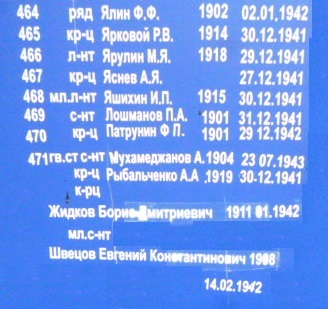 464 ряд Ялин Ф.Ф. 1902 02.01.1942
465 кр-ц Ярковой Р.В. 1914 30.12.1941
466 л-нт Ярулин М.Я. 1918 29.12.1941
467 кр-ц Яснев А.Я. 27.12.1941
468 мл.л-нт Яшихин И.П. 1915 30.12.1941
469 с-нт Лошманов П.А. 1901 31.12.1941
470 кр-ц Патрунин Ф П. 1901 29 12.1942
471 гв.ст с-нт Мухамеджанов А. 1904 23 07.1943
кр-ц Рыбальченко А.А .1919 30.12.1941
к-рц
Жидков Борис Дмитриевич 1911 01.1942
мл.с-нт
Швецов Евгений Константинович 1908
14.02.1942